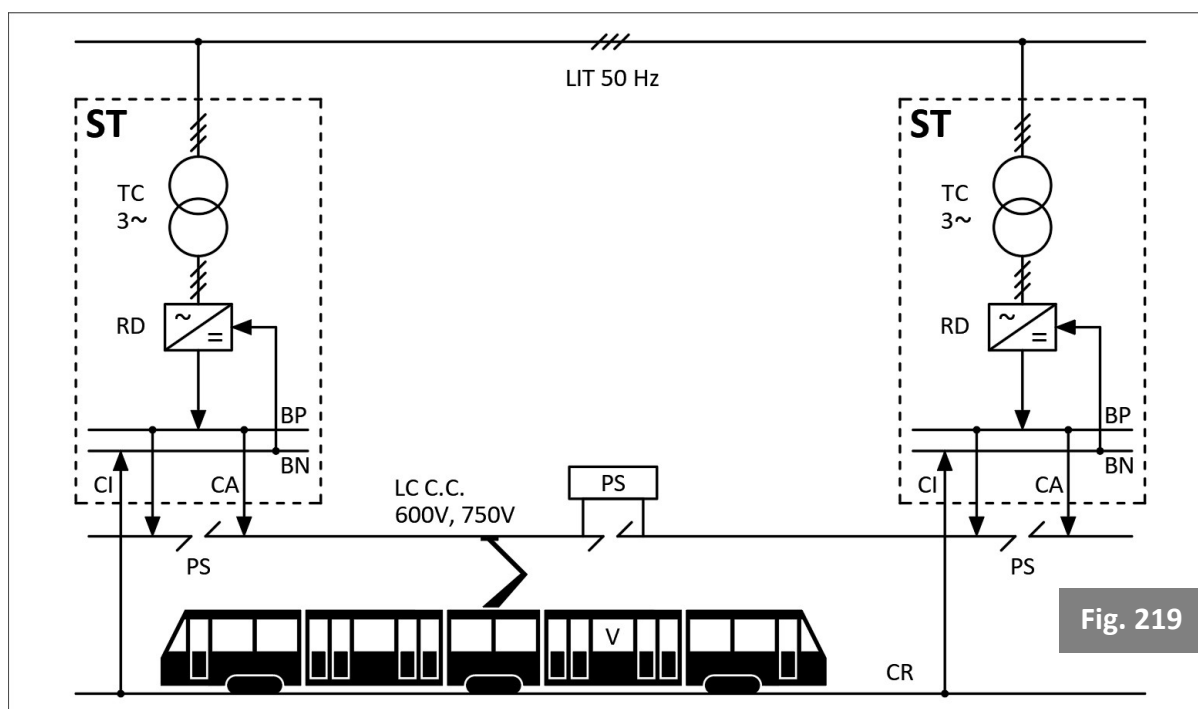 LIT 50 Hz
ST
TC
3~
RD
~
=
BP
BN
CI
CA
PS
LC C.C.
600V, 750V
PS
ST
TC
3~
RD
~
=
BP
BN
CI
CA
PS
V
CR
Fig. 219